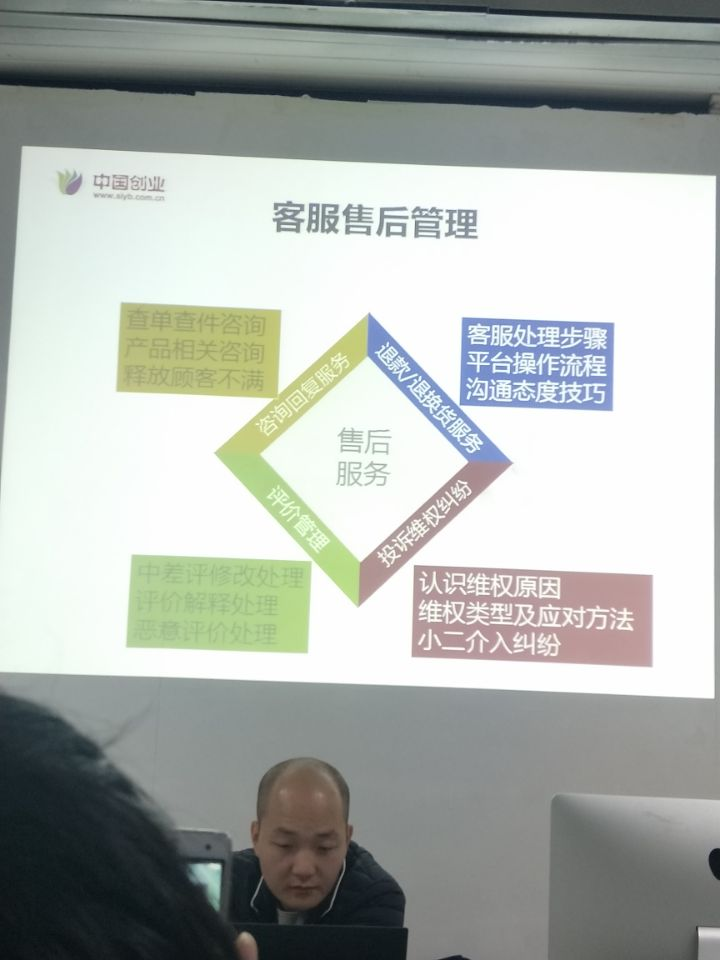 中国创业
www.siyb.com.cn
客服售后管理
查单查件咨询
产品相关咨询
释放顾客不满
客服处理步骤
平台操作流程
沟通态度技巧
咨询回复服务
退款/退换货服务
售后
服务
评价管理
投诉维权纠纷
中差评修改处理
评价解释处理
恶意评价处理
认识维权原因
维权类型及应对方法
小二介入纠纷